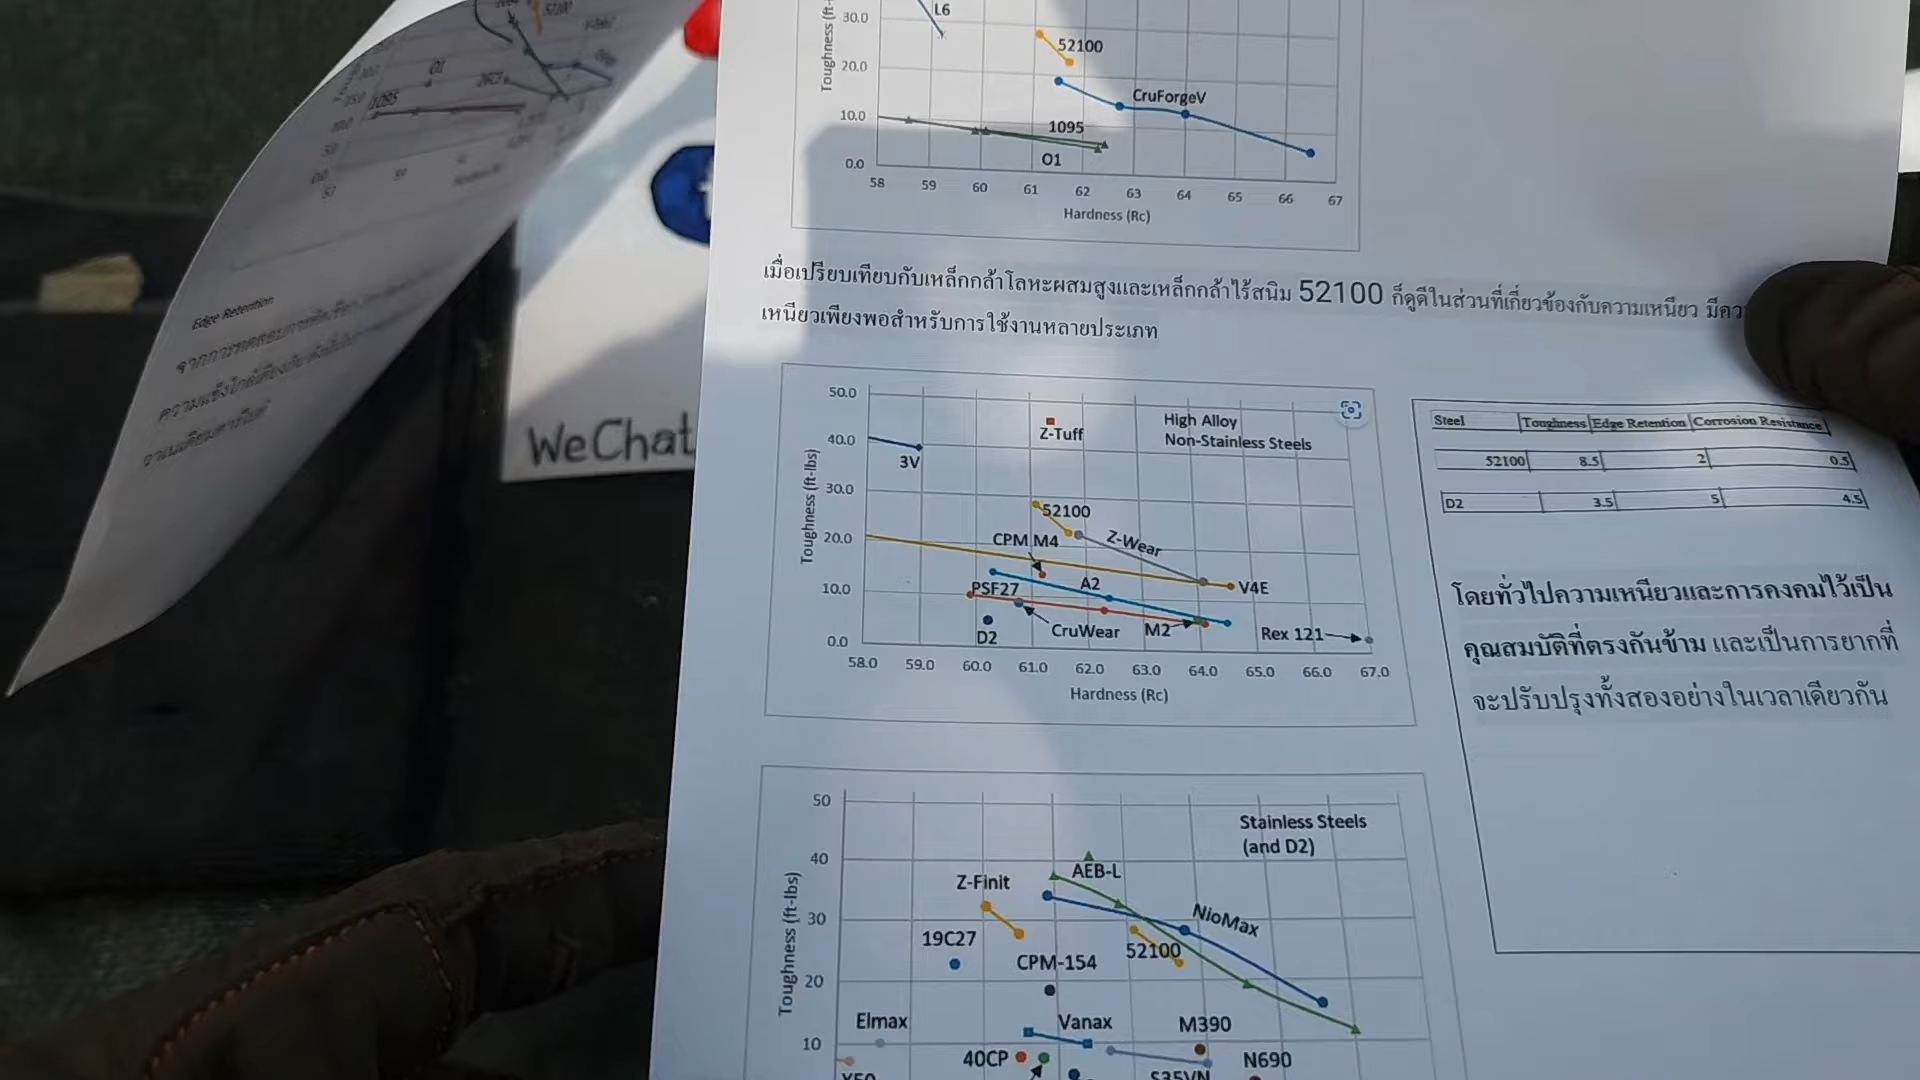 L6
30.0
52100
20.0
CruForgeV
10.0
1095
O1
0.0
58 59 60 61 62 63 64 65 66 67
Hardness (Rc)
เมื่อเปรียบเทียบกับเหล็กกล้าโลหะผสมสูงและเหล็กกล้าไร้สนิม 52100 ก็ดูดีในส่วนที่เกี่ยวข้องกับความเหนียว
เหนียวเพียงพอสำหรับการใช้งานหลายประเภท
50.0
Z-Tuff
High Alloy
Non-Stainless Steels
40.0
3V
30.0
52100
20.0
CPM M4
Z-Wear
10.0
PSF27
A2
V4E
D2
CruWear
M2
Rex 121
0.0
58.0 59.0 60.0 61.0 62.0 63.0 64.0 65.0 66.0 67.0
Toughness (ft-lbs)
Hardness (Rc)
Steel Toughness Edge Retention Corrosion Resistance
52100 8.5 2 0.5
D2 3.5 5 4.5
โดยทั่วไปความเหนียวและการคงคมไว้เป็น
คุณสมบัติที่ตรงกันข้าม และเป็นการยากที่
จะปรับปรุงทั้งสองอย่างในเวลาเดียวกัน
50
Stainless Steels
(and D2)
40
AEB-L
Z-Finit
30
NioMax
19C27
CPM-154
52100
20
Elmax
Vanax
M390
10
40CP
N690
Toughness (ft-lbs)
WeChat
O1
1095
Edge Retention